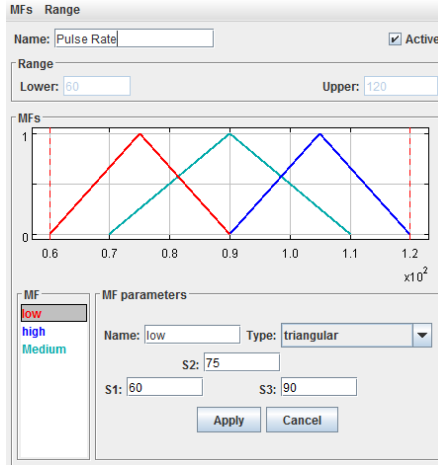 MFs Range
Name: Pulse Rate Active
Range
Lower: 60 Upper: 120
MFs
1
0
0.6 0.7 0.8 0.9 1.0 1.1 1.2
x10²
MF MF parameters
low
high
Medium
Name: low Type: triangular
S2: 75
S1: 60 S3: 90
Apply Cancel